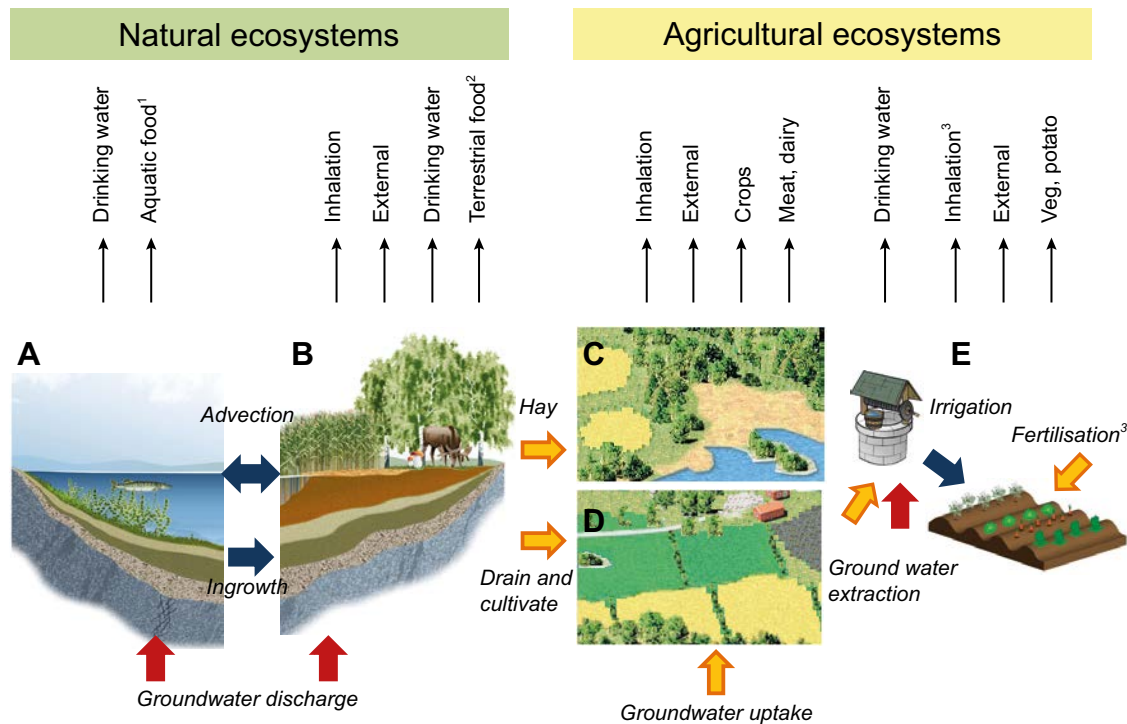 Natural ecosystems
Agricultural ecosystems
Drinking water
Aquatic food¹
Inhalation
External
Drinking water
Terrestrial food²
Inhalation
External
Crops
Meat, dairy
Drinking water
Inhalation³
External
Veg, potato
A
B
C
E
Advection
Hay
Irrigation
Fertilisation³
D
Ingrowth
Drain and
cultivate
Ground water
extraction
Groundwater discharge
Groundwater uptake